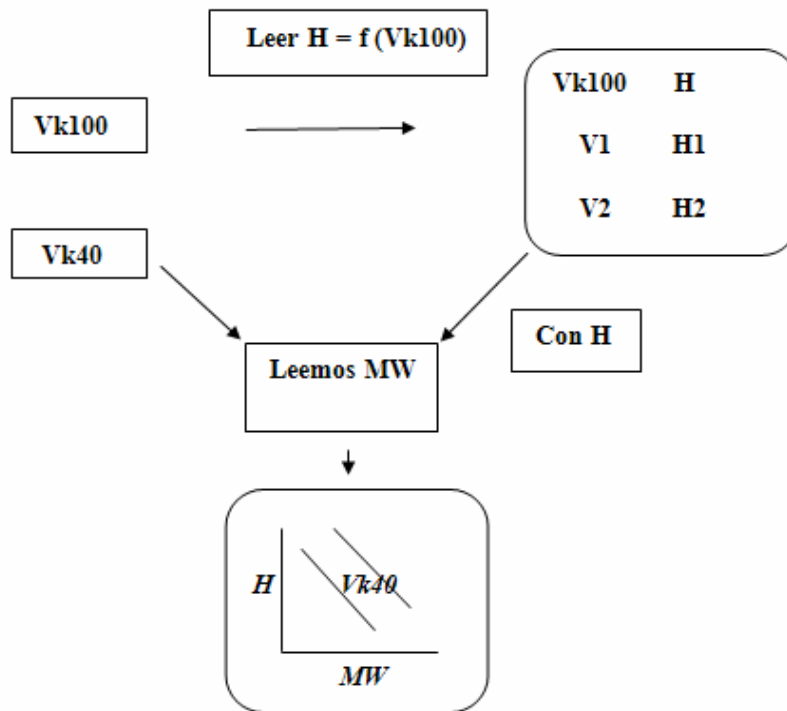 Leer H = f (Vk100)
Vk100 H
Vk100
V1 H1
V2 H2
Vk40
Con H
Leemos MW
H
Vk40
MW